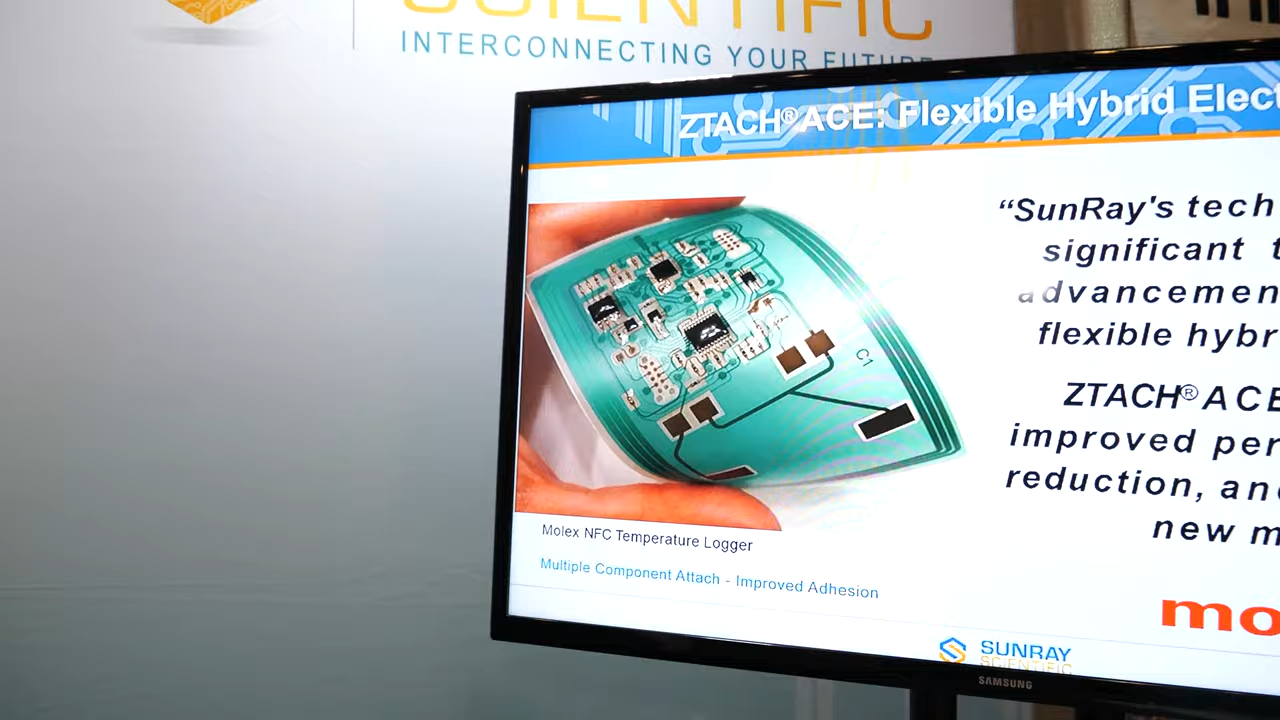 SCIENTIFIC
INTERCONNECTING YOUR FUTURE
ZTACH® ACE: Flexible Hybrid Elect
“SunRay's tech
significant t
advancemen
flexible hybr
ZTACH® ACE
improved per
reduction, and
new m
C1
Molex NFC Temperature Logger
Multiple Component Attach - Improved Adhesion
mo
SUNRAY
SCIENTIFIC
SAMSUNG